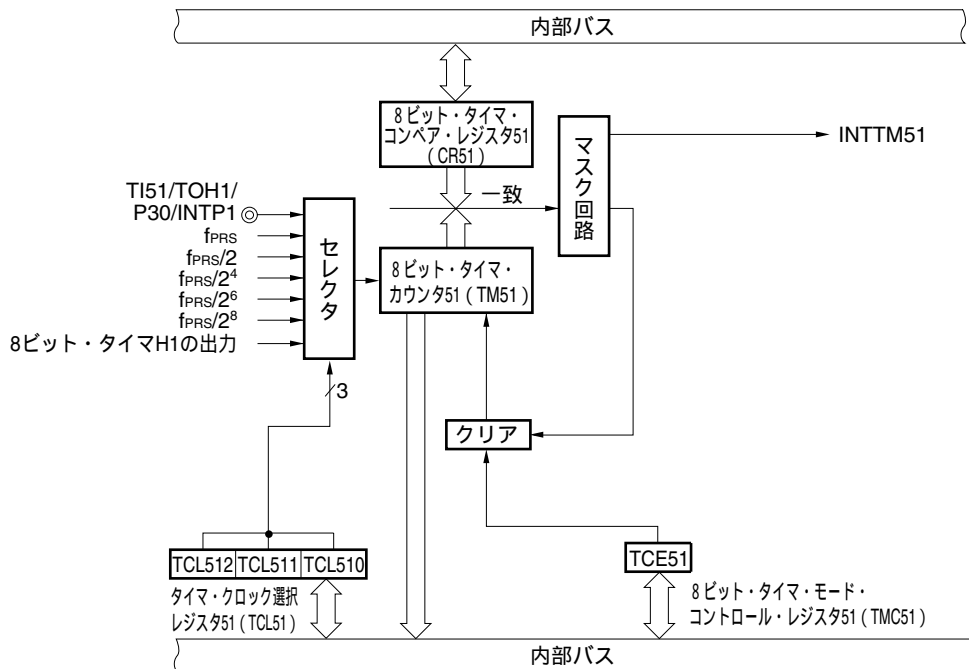 内部バス
8ビット・タイマ・
コンペア・レジスタ51
(CR51)
マスク回路
INTTM51
一致
TI51/TOH1/
P30/INTP1
fPRS
fPRS/2
fPRS/2⁴
fPRS/2⁶
fPRS/2⁸
8ビット・タイマH1の出力
セレクタ
8ビット・タイマ・
カウンタ51(TM51)
3
クリア
TCL512 TCL511 TCL510
タイマ・クロック選択
レジスタ51(TCL51)
TCE51
8ビット・タイマ・モード・
コントロール・レジスタ51(TMC51)
内部バス